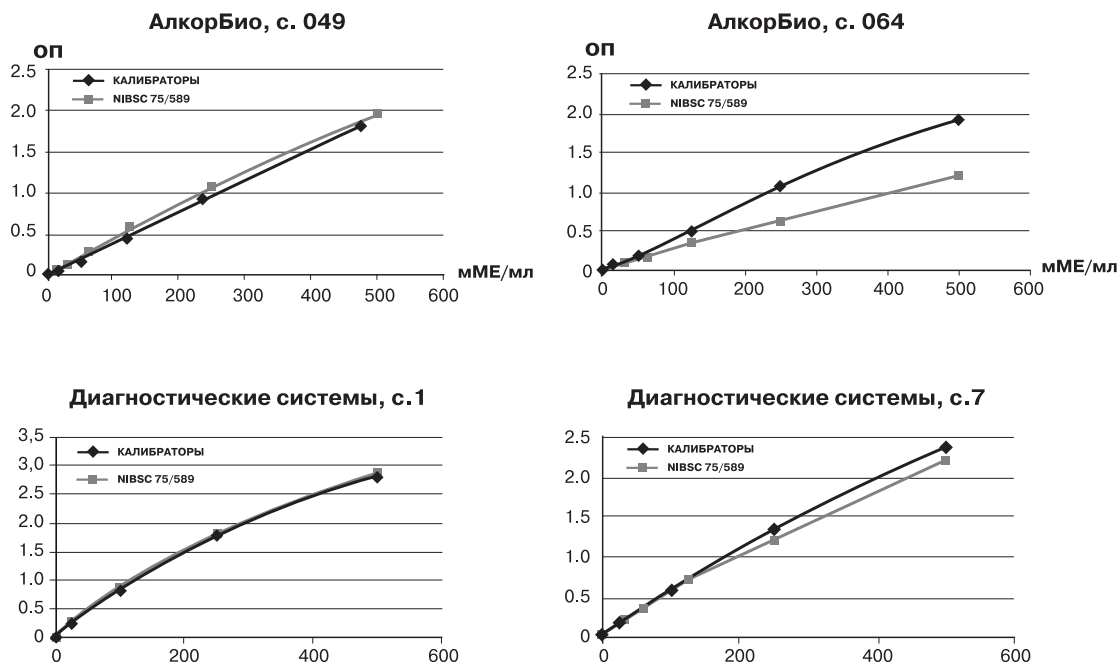 АлкорБио, с. 049
ОП
2.5
КАЛИБРАТОРЫ
NIBSC 75/589
2.0
1.5
1.0
0.5
0
мМЕ/мл
0 100 200 300 400 500 600
АлкорБио, с. 064
ОП
2.5
КАЛИБРАТОРЫ
NIBSC 75/589
2.0
1.5
1.0
0.5
0
мМЕ/мл
0 100 200 300 400 500 600
Диагностические системы, с.1
3,5
КАЛИБРАТОРЫ
3,0
NIBSC 75/589
2.5
2.0
1.5
1.0
0.5
0
0 200 400 600
Диагностические системы, с.7
2.5
КАЛИБРАТОРЫ
NIBSC 75/589
2.0
1.5
1.0
0.5
0
0 200 400 600